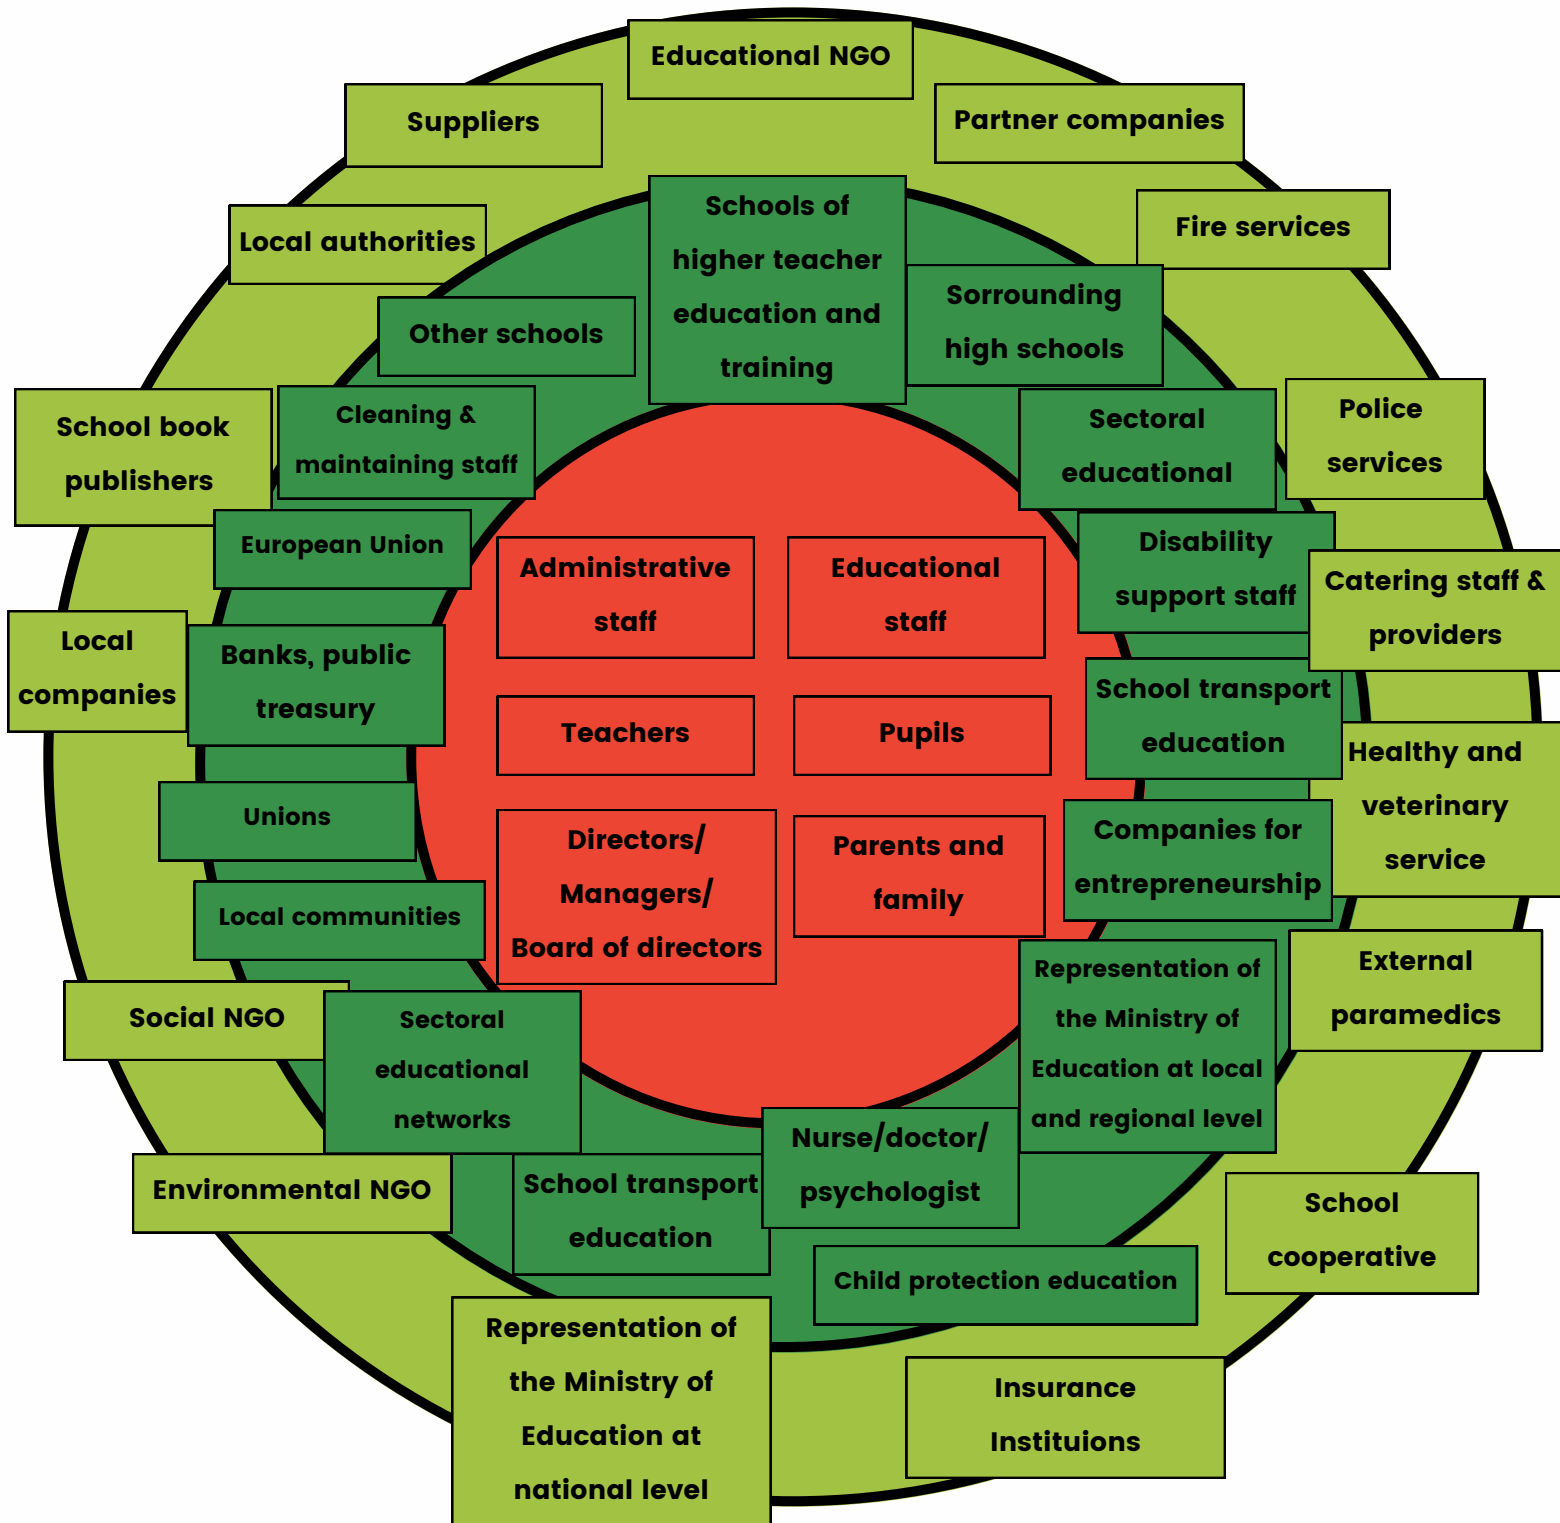 Educational NGO
Suppliers
Partner companies
Schools of
higher teacher
education and
training
Fire services
Local authorities
Sorrounding
high schools
Other schools
Cleaning &
maintaining staff
School book
publishers
Sectoral
educational
Police
services
European Union
Administrative
staff
Educational
staff
Disability
support staff
Catering staff &
providers
Local
companies
Banks, public
treasury
Teachers
Pupils
School transport
education
Healthy and
veterinary
service
Unions
Directors/
Managers/
Board of directors
Parents and
family
Companies for
entrepreneurship
Local communities
Representation of
the Ministry of
Education at local
and regional level
External
paramedics
Social NGO
Sectoral
educational
networks
Nurse/doctor/
psychologist
Environmental NGO
School transport
education
School
cooperative
Child protection education
Representation of
the Ministry of
Education at
national level
Insurance
Instituions